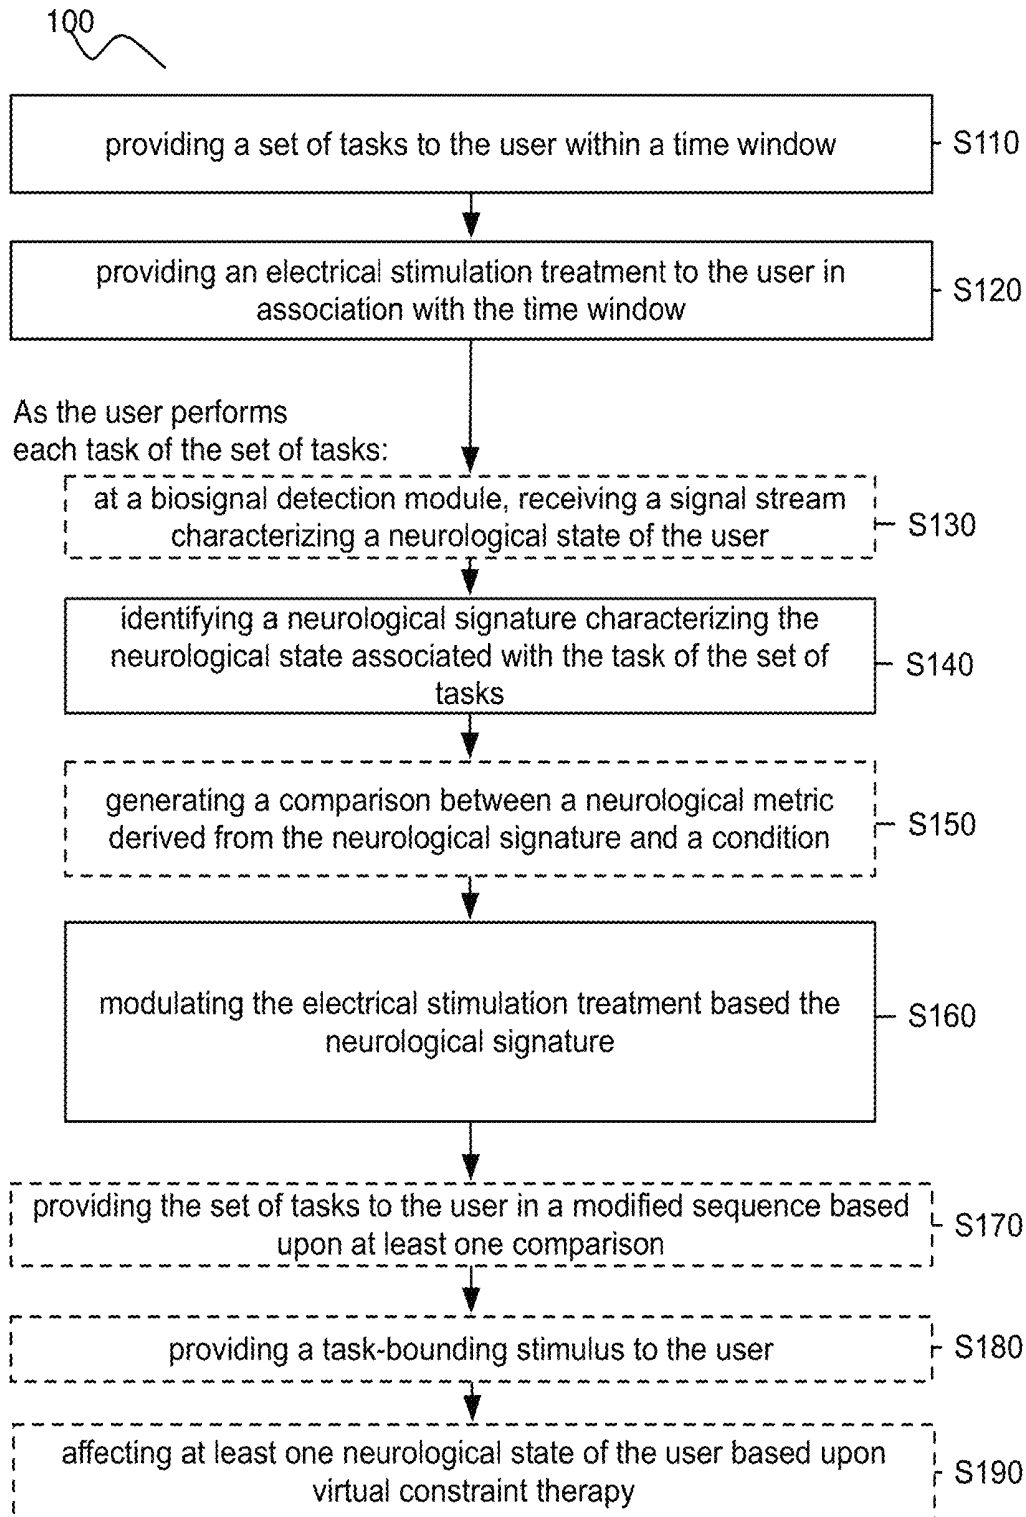 100
providing a set of tasks to the user within a time window
S110
providing an electrical stimulation treatment to the user in
association with the time window
S120
As the user performs
each task of the set of tasks:
at a biosignal detection module, receiving a signal stream
characterizing a neurological state of the user
S130
identifying a neurological signature characterizing the
neurological state associated with the task of the set of
tasks
S140
generating a comparison between a neurological metric
derived from the neurological signature and a condition
S150
modulating the electrical stimulation treatment based the
neurological signature
S160
providing the set of tasks to the user in a modified sequence based
upon at least one comparison
S170
providing a task-bounding stimulus to the user
S180
affecting at least one neurological state of the user based upon
virtual constraint therapy
S190